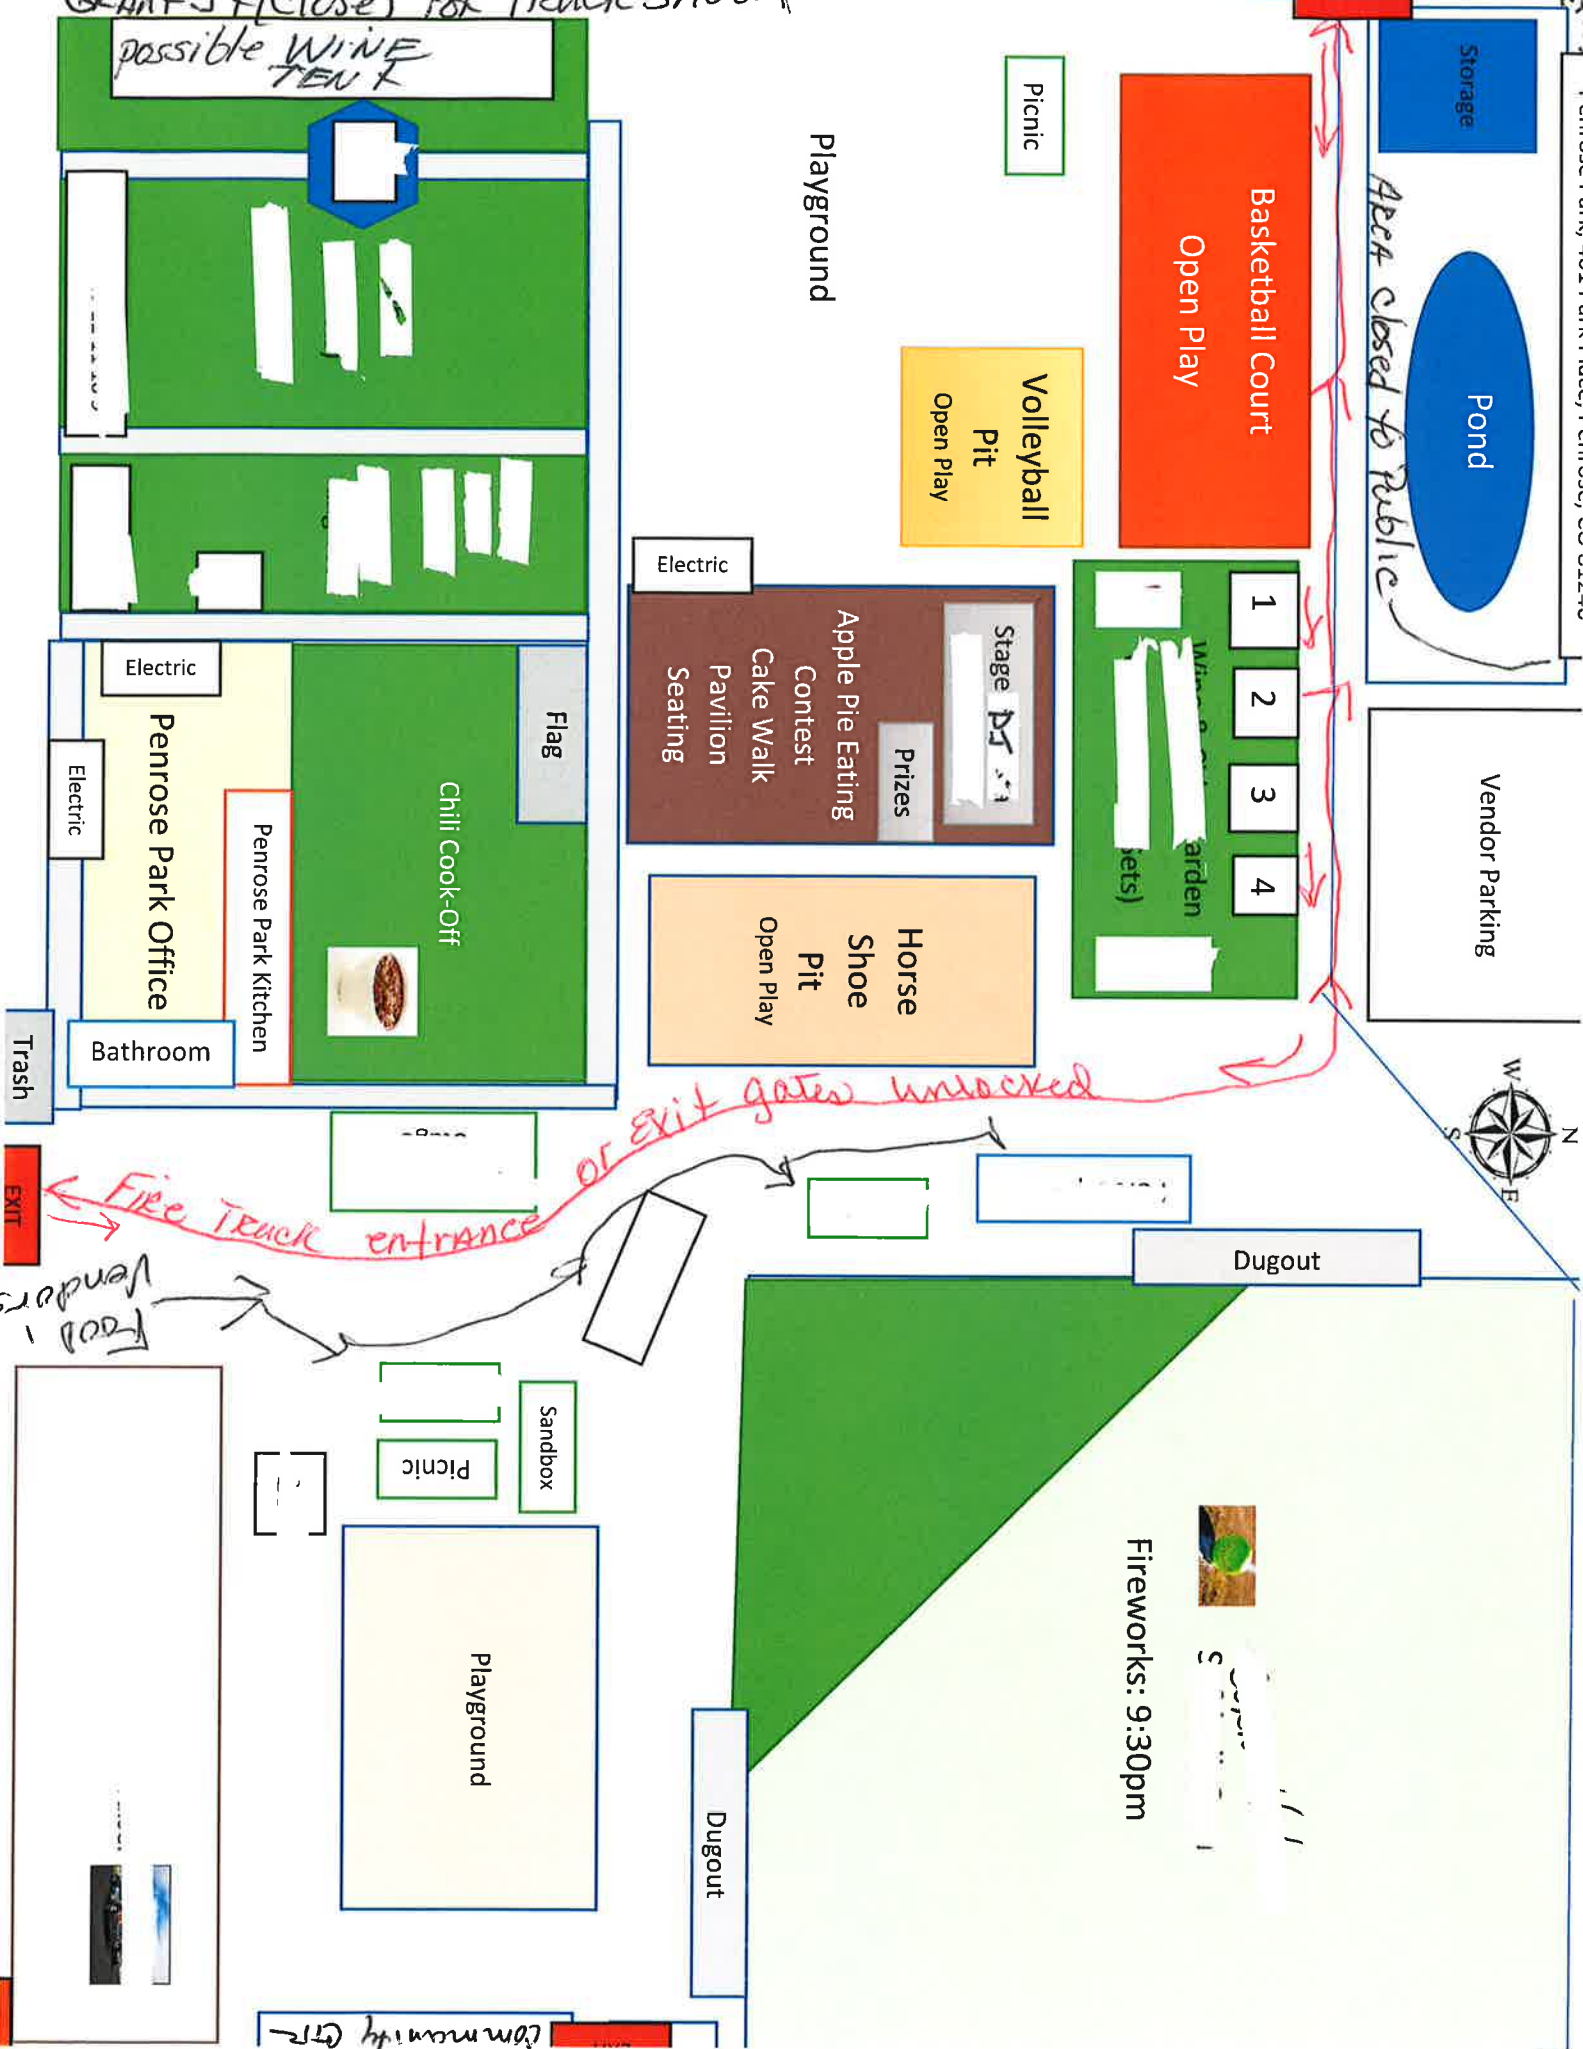 possible WINE
TENT
Storage
Pond
AREA closed to Public
Picnic
Playground
Basketball Court
Open Play
Volleyball
Pit
Open Play
Electric
1
2
3
4
arden
Vendor Parking
Stage DJ
Prizes
Apple Pie Eating
Contest
Cake Walk
Pavilion
Seating
Horse
Shoe
Pit
Open Play
Flag
Chili Cook-Off
Electric
Electric
Penrose Park Office
Penrose Park Kitchen
Bathroom
Trash
EXIT
FIRE TRUCK entrance or Exit gates unlocked
Food -
Vendors
N
E
S
W
Dugout
Sandbox
Picnic
Playground
Dugout
Fireworks: 9:30pm
community CTR